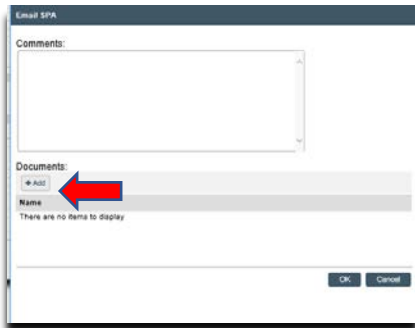 Email SPA
Comments:
Documents:
+ Add
Name
There are no items to display
OK Cancel